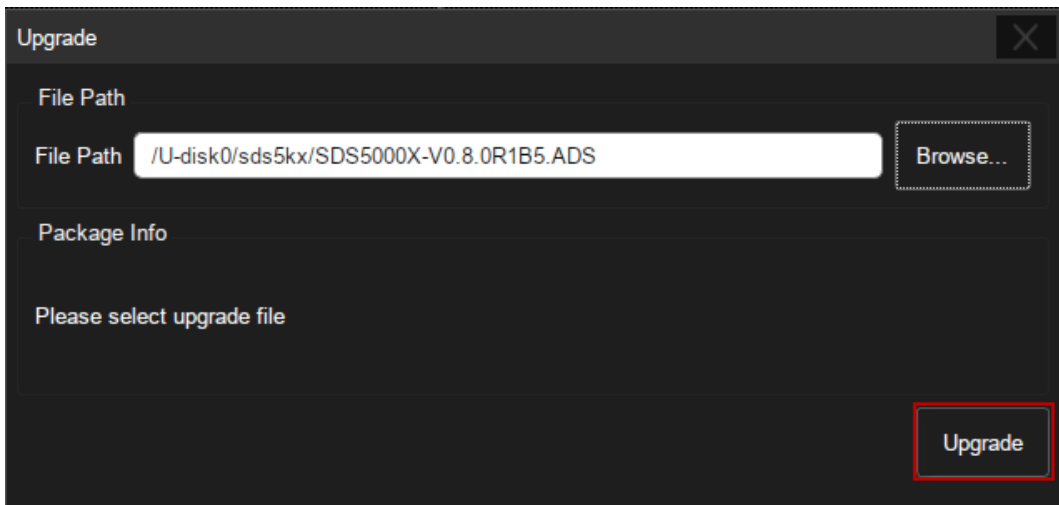 Upgrade
File Path
File Path /U-disk0/sds5kx/SDS5000X-V0.8.0R1B5.ADS Browse...
Package Info
Please select upgrade file
Upgrade